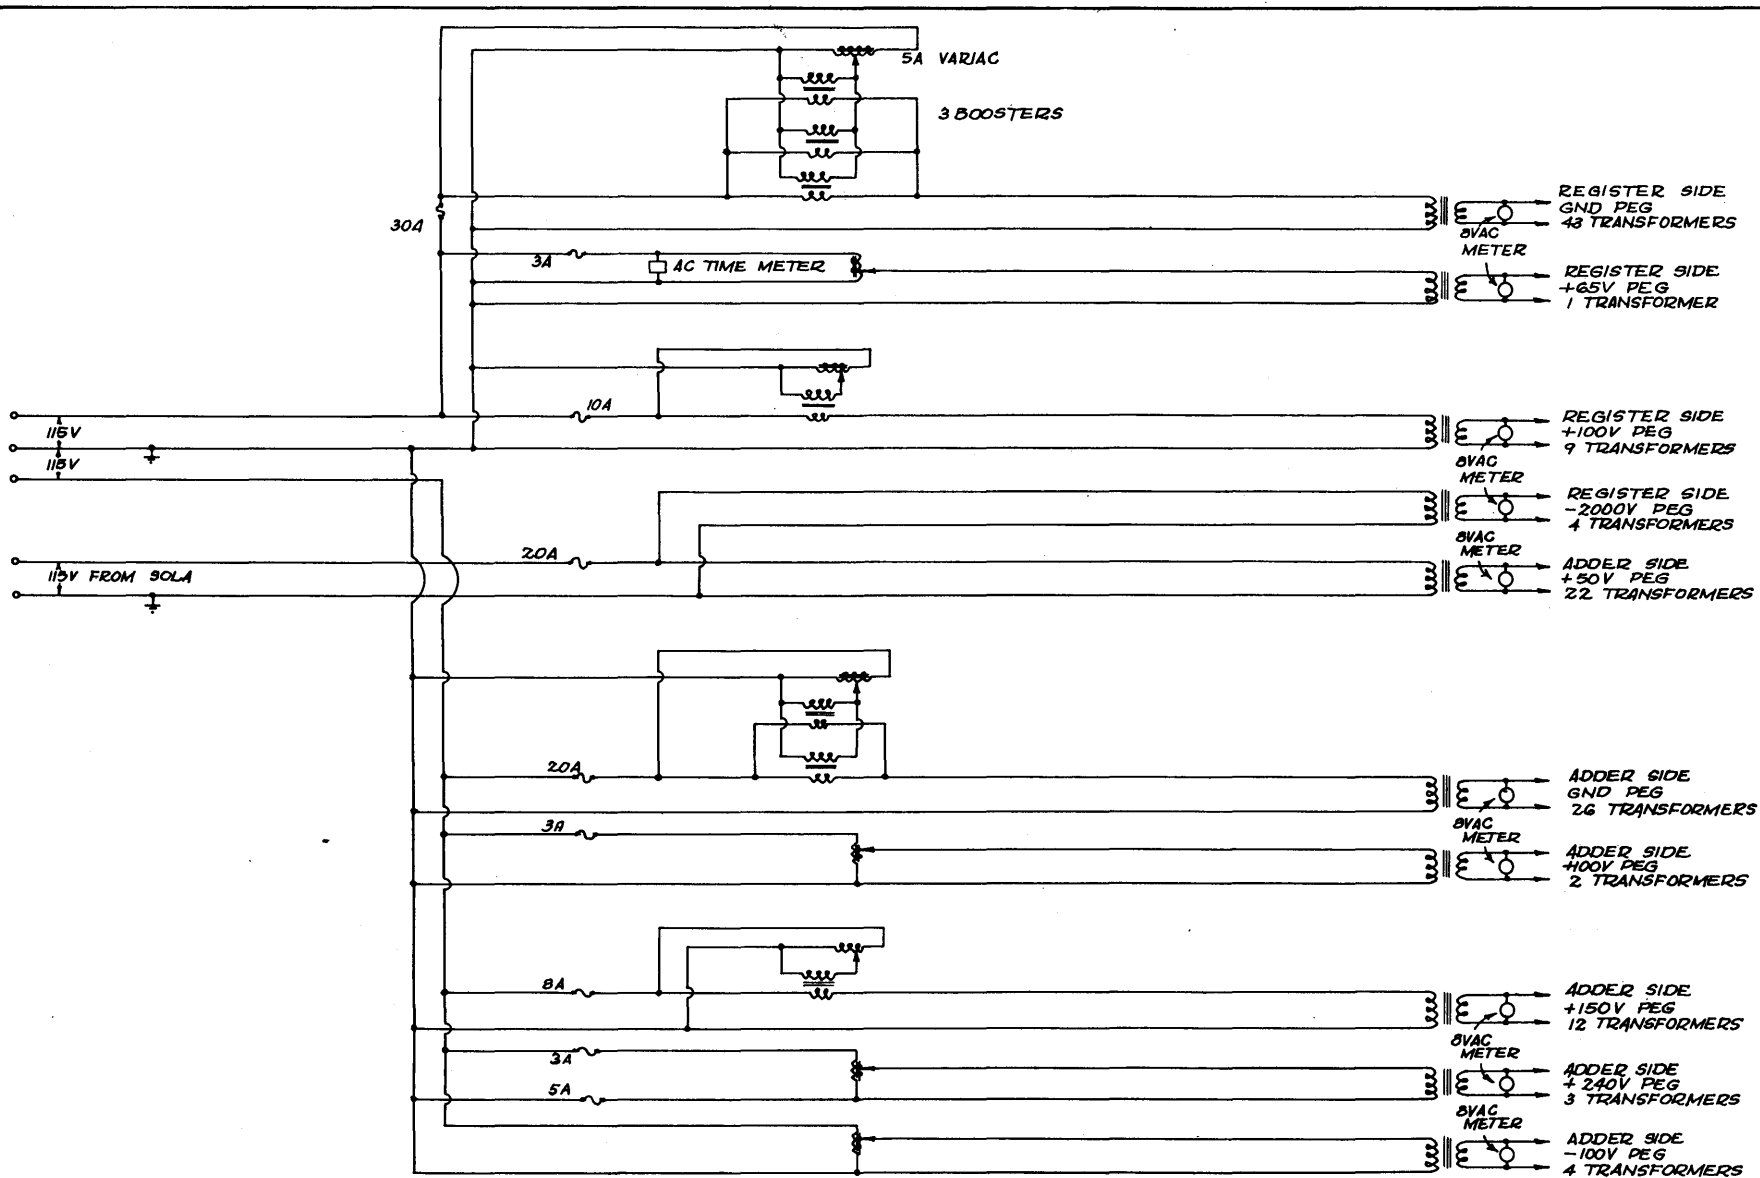 5A VARIAC
3 BOOSTERS
30A
REGISTER SIDE
GND PEG
43 TRANSFORMERS
8VAC
METER
3A
AC TIME METER
REGISTER SIDE
+65V PEG
1 TRANSFORMER
10A
115V
115V
REGISTER SIDE
+100V PEG
9 TRANSFORMERS
8VAC
METER
REGISTER SIDE
-2000V PEG
4 TRANSFORMERS
8VAC
METER
20A
115V FROM SOLA
ADDER SIDE
+50V PEG
22 TRANSFORMERS
20A
ADDER SIDE
GND PEG
26 TRANSFORMERS
8VAC
METER
3A
ADDER SIDE
+100V PEG
2 TRANSFORMERS
8A
ADDER SIDE
+150V PEG
12 TRANSFORMERS
8VAC
METER
3A
5A
ADDER SIDE
+240V PEG
3 TRANSFORMERS
8VAC
METER
ADDER SIDE
-100V PEG
4 TRANSFORMERS